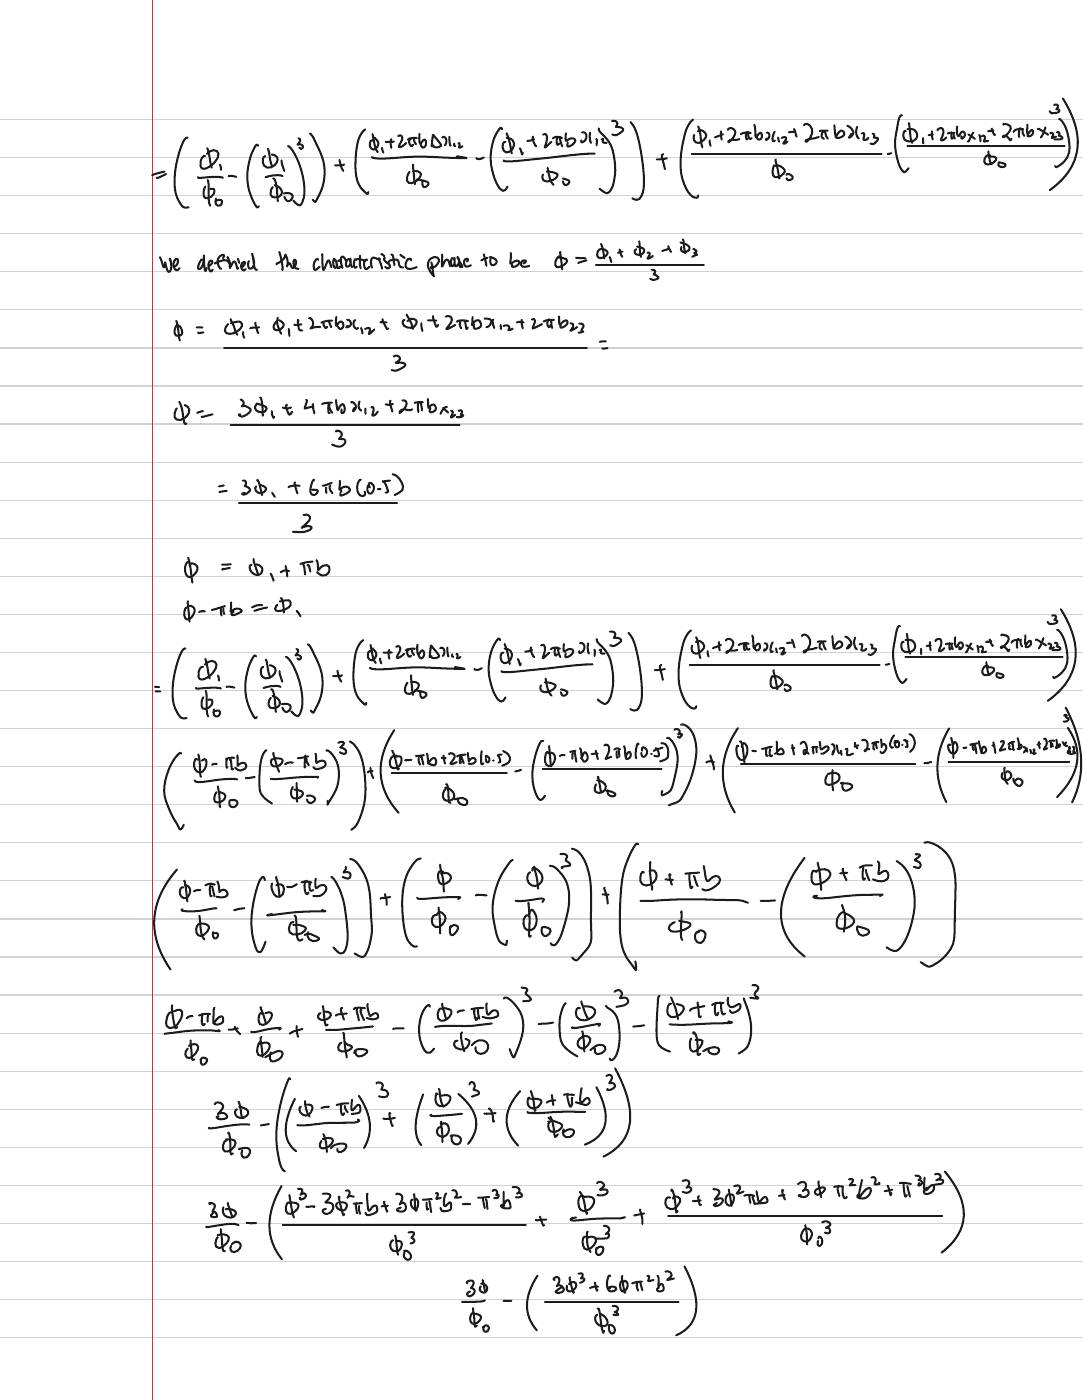 = (ϕ₁/ϕ₀ - (ϕ₁/ϕ₀)³) + (ϕ₁+2πbΔx₁₂/ϕ₀ - (ϕ₁+2πbx₁₂/ϕ₀)³) + (ϕ₁+2πbx₁₂+2πbx₂₃/ϕ₀ - (ϕ₁+2πbx₁₂+2πbx₂₃/ϕ₀)³)
We defined the characteristic phase to be ϕ = ϕ₁+ϕ₂+ϕ₃/3
ϕ = ϕ₁+ϕ₁+2πbx₁₂+ϕ₁+2πbx₁₂+2πb₂₃/3 =
ϕ = 3ϕ₁+4πbx₁₂+2πbx₂₃/3
= 3ϕ₁+6πb(0.5)/3
ϕ = ϕ₁+πb
ϕ-πb=ϕ₁
= (ϕ₁/ϕ₀ - (ϕ₁/ϕ₀)³) + (ϕ₁+2πbΔx₁₂/ϕ₀ - (ϕ₁+2πbx₁₂/ϕ₀)³) + (ϕ₁+2πbx₁₂+2πbx₂₃/ϕ₀ - (ϕ₁+2πbx₁₂+2πbx₂₃/ϕ₀)³)
(ϕ-πb/ϕ₀ - (ϕ-πb/ϕ₀)³) + (ϕ-πb+2πb(0.5)/ϕ₀ - (ϕ-πb+2πb(0.5)/ϕ₀)³) + (ϕ-πb+2πbx₁₂+2πb(0.5)/ϕ₀ - (ϕ-πb+2πbx₁₂+2πbx₂₃/ϕ₀)³)
(ϕ-πb/ϕ₀ - (ϕ-πb/ϕ₀)³) + (ϕ/ϕ₀ - (ϕ/ϕ₀)³) + (ϕ+πb/ϕ₀ - (ϕ+πb/ϕ₀)³)
ϕ-πb/ϕ₀ + ϕ/ϕ₀ + ϕ+πb/ϕ₀ - (ϕ-πb/ϕ₀)³ - (ϕ/ϕ₀)³ - (ϕ+πb/ϕ₀)³
3ϕ/ϕ₀ - ((ϕ-πb/ϕ₀)³ + (ϕ/ϕ₀)³ + (ϕ+πb/ϕ₀)³)
3ϕ/ϕ₀ - (ϕ³-3ϕ²πb+3ϕπ²b²-π³b³/ϕ₀³ + ϕ³/ϕ₀³ + ϕ³+3ϕ²πb+3ϕπ²b²+π³b³/ϕ₀³)
3ϕ/ϕ₀ - (3ϕ³+6ϕπ²b²/ϕ₀³)